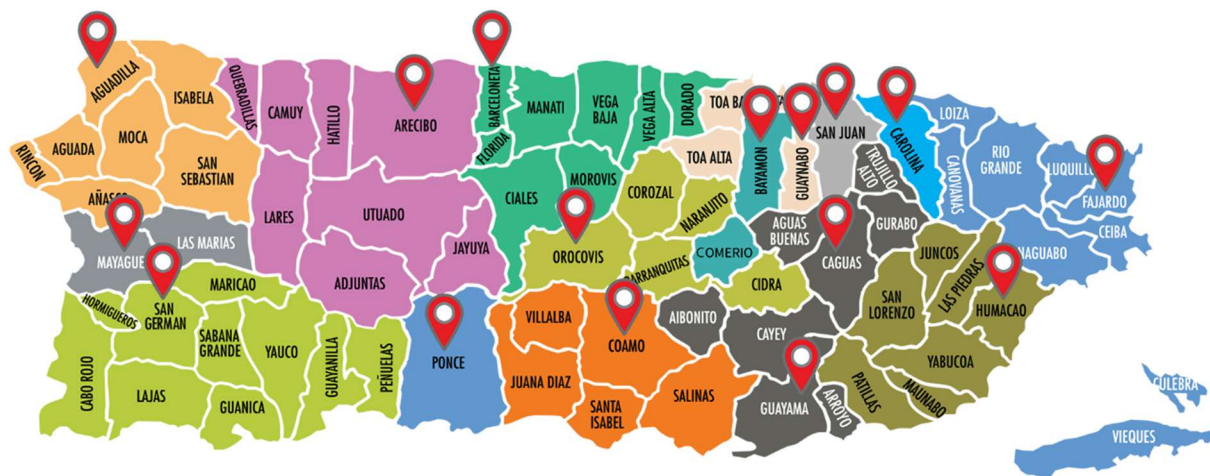 AGUADILLA
ISABELA
QUEBRADILLAS
CAMUY
HATILLO
ARECIBO
BARCELONETA
MANATI
VEGA
BAJA
VEGA ALTA
DORADO
TOA BA
SAN JUAN
CAROLINA
LOIZA
RINCON
AGUADA
MOCA
SAN
SEBASTIAN
FLORIDA
TOA ALTA
BAYAMON
GUAYNABO
TRUJILLO
ALTO
CANOVANAS
RIO
GRANDE
LUQUILLO
FAJARDO
AÑASCO
LARES
UTUADO
CIALES
MOROVIS
COROZAL
NARANJITO
AGUAS
BUENAS
GURABO
CEIBA
MAYAGUE
LAS MARIAS
JAYUYA
OROCOVIS
BARRANQUITAS
COMERIO
CAGUAS
JUNCOS
LAS PIEDRAS
NAGUABO
HORMIGUEROS
SAN
GERMAN
MARICAO
ADJUNTAS
CIDRA
SAN
LORENZO
HUMACAO
CABO ROJO
SABANA
GRANDE
YAUCO
GUAYANILLA
PEÑUELAS
PONCE
VILLALBA
COAMO
AIBONITO
CAYEY
YABUCOA
LAJAS
GUANICA
JUANA DIAZ
SANTA
ISABEL
SALINAS
GUAYAMA
ARROYO
PATILLAS
MAUNABO
CULEBRA
VIEQUES